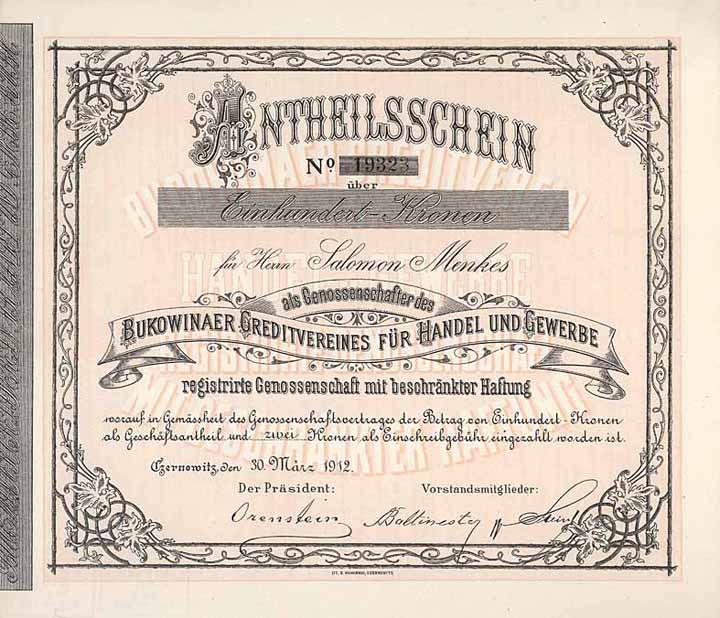 ANTHEILSSCHEIN
No. 19323
über
Einhundert-Kronen
für Herrn Salomon Menkes
als Genossenschafter des
BUKOWINAER CREDITVEREINES FÜR HANDEL UND GEWERBE
registrirte Genossenschaft mit beschränkter Haftung
worauf in Gemässheit des Genossenschaftsvertrages der Betrag von Einhundert-Kronen
als Geschäftsantheil und zwei Kronen als Einschreibgebühr eingezahlt worden ist.
Czernowitz, den 30. März 1912.
Der Präsident: Vorstandsmitglieder:
Orenstein